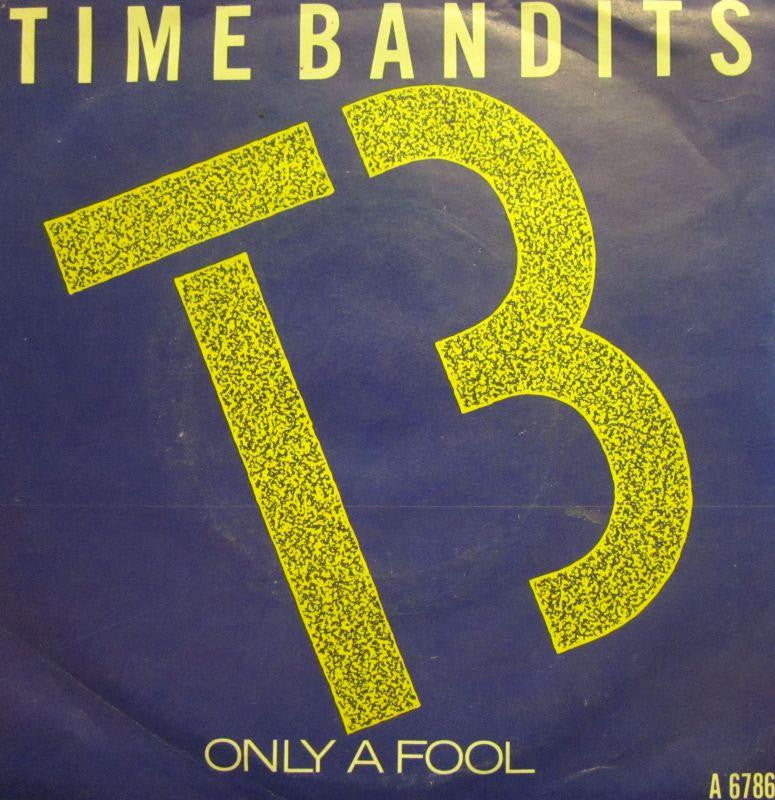 TIME BANDITS
TB
ONLY A FOOL
A 6786